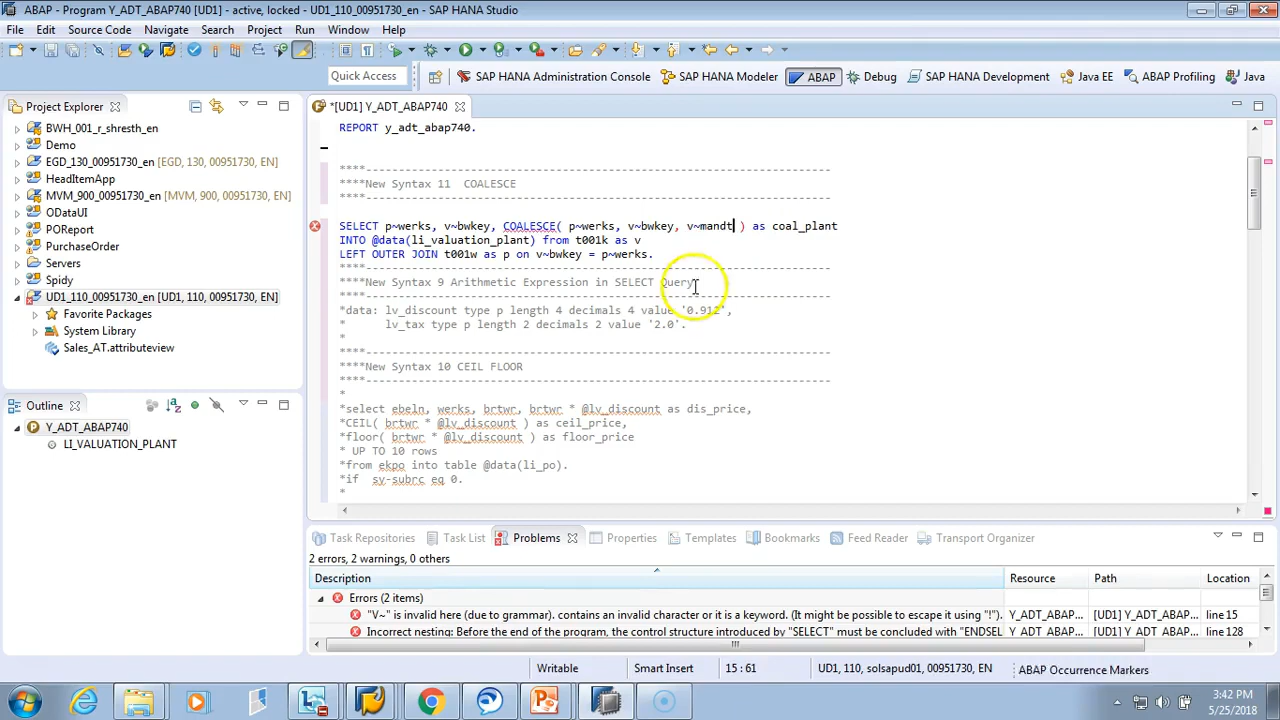 ABAP - Program Y_ADT_ABAP740 [UD1] - active, locked - UD1_110_00951730_en - SAP HANA Studio
File Edit Source Code Navigate Search Project Run Window Help
Quick Access SAP HANA Administration Console SAP HANA Modeler ABAP Debug SAP HANA Development Java EE ABAP Profiling Java
Project Explorer
BWH_001_r_shresth_en
Demo
EGD_130_00951730_en [EGD, 130, 00951730, EN]
HeadItemApp
MVM_900_00951730_en [MVM, 900, 00951730, EN]
ODataUI
POReport
PurchaseOrder
Servers
Spidy
UD1_110_00951730_en [UD1, 110, 00951730, EN]
Favorite Packages
System Library
Sales_AT.attributeview
Outline
Y_ADT_ABAP740
LI_VALUATION_PLANT
*[UD1] Y_ADT_ABAP740
REPORT y_adt_abap740.
****-------------------------------------------------------------------
****New Syntax 11  COALESCE
****-------------------------------------------------------------------
SELECT p~werks, v~bwkey, COALESCE( p~werks, v~bwkey, v~mandt ) as coal_plant
INTO @data(li_valuation_plant) from t001k as v
LEFT OUTER JOIN t001w as p on v~bwkey = p~werks.
****-------------------------------------------------------------------
****New Syntax 9 Arithmetic Expression in SELECT Query
****-------------------------------------------------------------------
*data: lv_discount type p length 4 decimals 4 value '0.912',
*      lv_tax type p length 2 decimals 2 value '2.0'.
*
****-------------------------------------------------------------------
****New Syntax 10 CEIL FLOOR
****-------------------------------------------------------------------
*
*select ebeln, werks, brtwr, brtwr * @lv_discount as dis_price,
*CEIL( brtwr * @lv_discount ) as ceil_price,
*floor( brtwr * @lv_discount ) as floor_price
* UP TO 10 rows
*from ekpo into table @data(li_po).
*if  sy-subrc eq 0.
*
Task Repositories Task List Problems Properties Templates Bookmarks Feed Reader Transport Organizer
2 errors, 2 warnings, 0 others
Description Resource Path Location
Errors (2 items)
"V~" is invalid here (due to grammar). contains an invalid character or it is a keyword. (It might be possible to escape it using "!"). Y_ADT_ABAP... [UD1] Y_ADT_ABAP... line 15
Incorrect nesting: Before the end of the program, the control structure introduced by "SELECT" must be concluded with "ENDSEL Y_ADT_ABAP... [UD1] Y_ADT_ABAP... line 128
Writable Smart Insert 15 : 61 UD1, 110, solsapud01, 00951730, EN ABAP Occurrence Markers
3:42 PM
5/25/2018